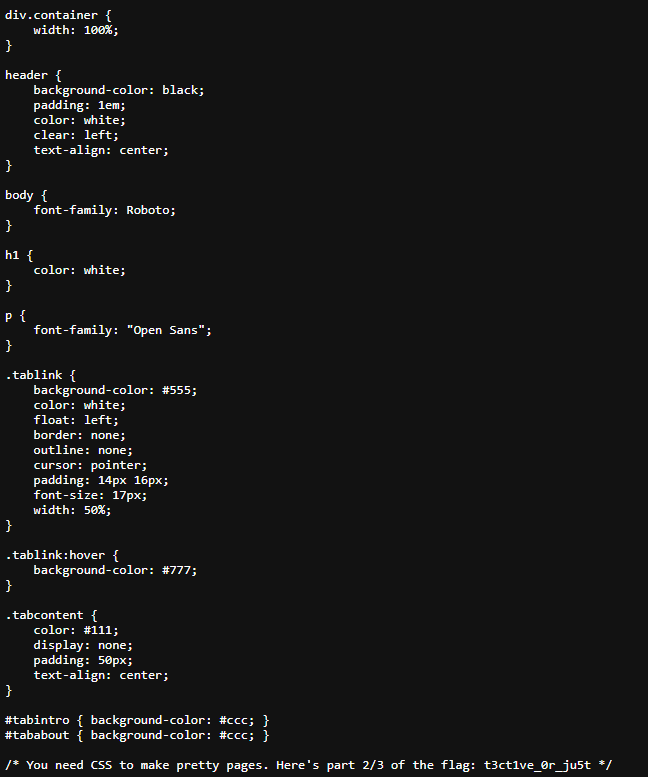 div.container {
    width: 100%;
}

header {
    background-color: black;
    padding: 1em;
    color: white;
    clear: left;
    text-align: center;
}

body {
    font-family: Roboto;
}

h1 {
    color: white;
}

p {
    font-family: "Open Sans";
}

.tablink {
    background-color: #555;
    color: white;
    float: left;
    border: none;
    outline: none;
    cursor: pointer;
    padding: 14px 16px;
    font-size: 17px;
    width: 50%;
}

.tablink:hover {
    background-color: #777;
}

.tabcontent {
    color: #111;
    display: none;
    padding: 50px;
    text-align: center;
}

#tabintro { background-color: #ccc; }
#tababout { background-color: #ccc; }

/* You need CSS to make pretty pages. Here's part 2/3 of the flag: t3ct1ve_0r_ju5t */